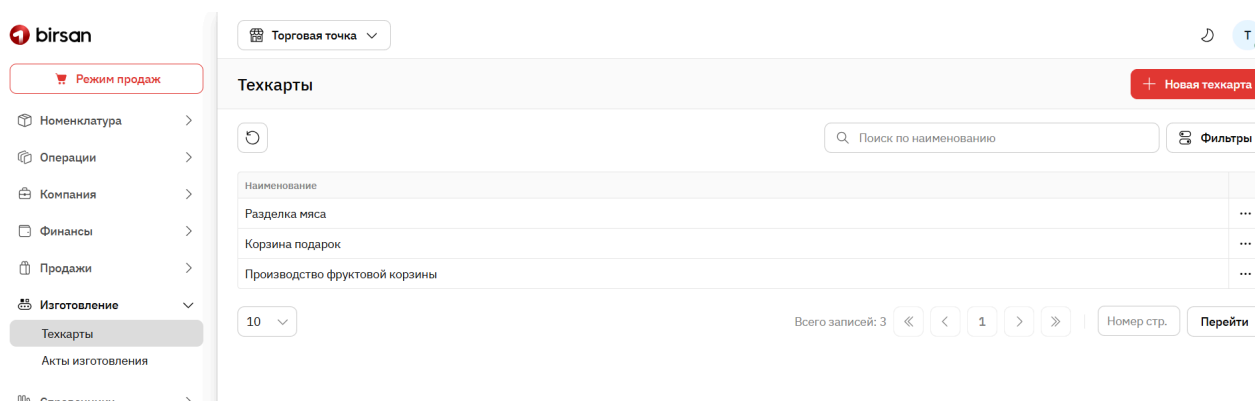 birsan
Торговая точка
T
Режим продаж
Техкарты
Новая техкарта
Номенклатура
Поиск по наименованию
Фильтры
Операции
Компания
Наименование
Финансы
Разделка мяса
Корзина подарок
Продажи
Производство фруктовой корзины
Изготовление
10
Всего записей: 3
1
Номер стр.
Перейти
Техкарты
Акты изготовления